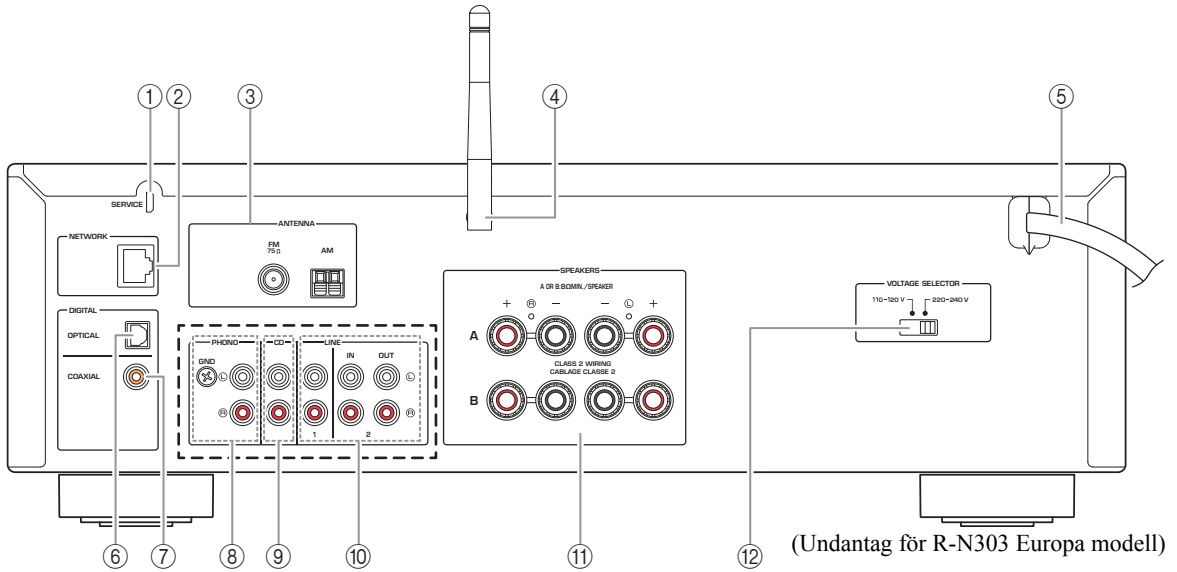 ① ② ③ ④ ⑤
SERVICE
NETWORK
ANTENNA
FM
75Ω
AM
SPEAKERS
A OR B:8ΩMIN./SPEAKER
+ Ⓡ − − Ⓛ +
A
CLASS 2 WIRING
CABLAGE CLASSE 2
B
VOLTAGE SELECTOR
110-120 V 220-240 V
DIGITAL
OPTICAL
COAXIAL
PHONO CD LINE
GND IN OUT
Ⓛ Ⓛ
Ⓡ Ⓡ
1 2
⑥ ⑦ ⑧ ⑨ ⑩ ⑪ ⑫
(Undantag för R-N303 Europa modell)